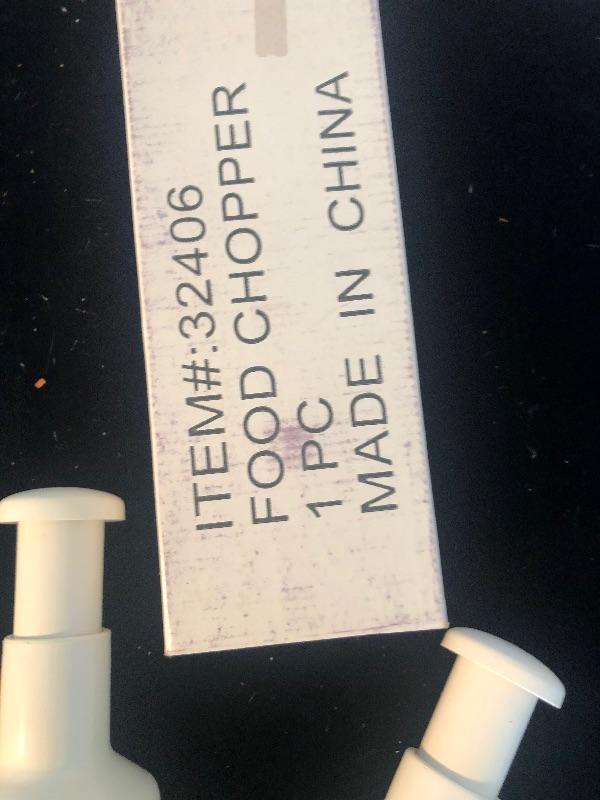 ITEM#:32406
FOOD CHOPPER
1 PC
MADE IN CHINA